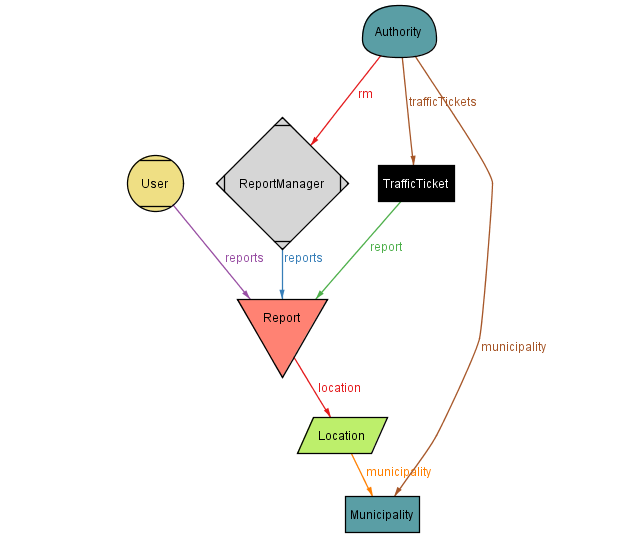 Authority
rm
trafficTickets
User
ReportManager
TrafficTicket
reports
reports
report
Report
municipality
location
Location
municipality
Municipality